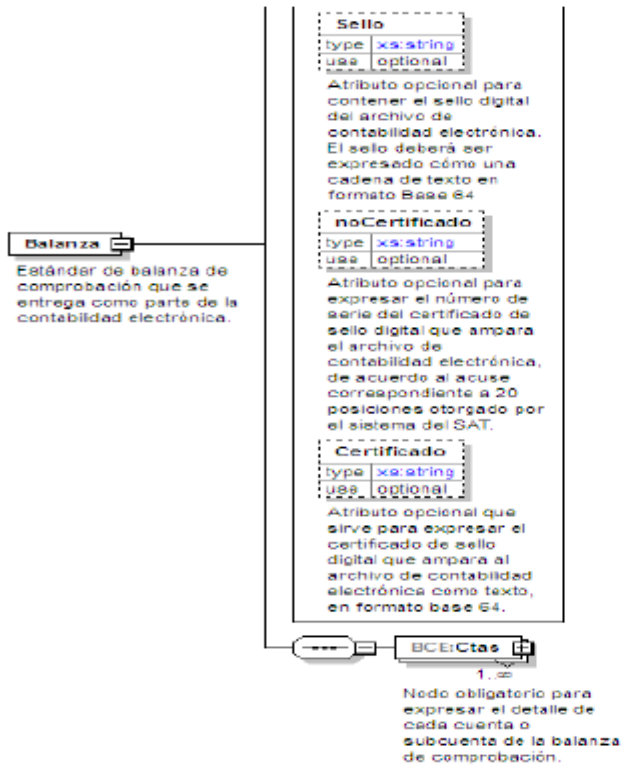 Sello
type xs:string
use optional
Atributo opcional para
contener el sello digital
del archivo de
contabilidad electrónica.
El sello deberá ser
expresado cómo una
cadena de texto en
formato Base 64
noCertificado
type xs:string
use optional
Atributo opcional para
expresar el número de
serie del certificado de
sello digital que ampara
el archivo de
contabilidad electrónica,
de acuerdo al acuse
correspondiente a 20
posiciones otorgado por
el sistema del SAT.
Certificado
type xs:string
use optional
Atributo opcional que
sirve para expresar el
certificado de sello
digital que ampara al
archivo de contabilidad
electrónica como texto,
en formato base 64.
Balanza
Estándar de balanza de
comprobación que se
entrega como parte de la
contabilidad electrónica.
BCE:Ctas
1..∞
Nodo obligatorio para
expresar el detalle de
cada cuenta o
subcuenta de la balanza
de comprobación.